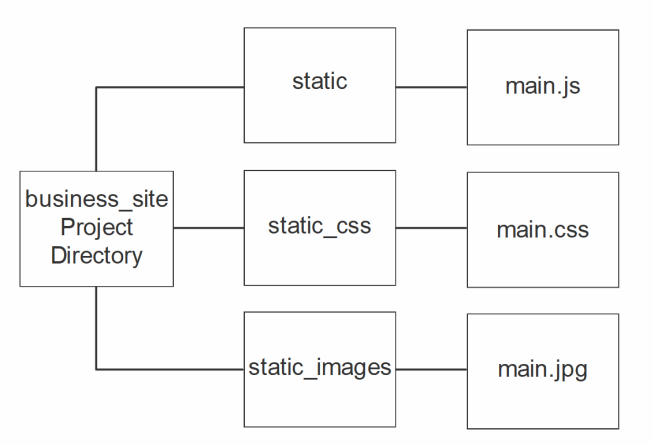 static
main.js
business_site
Project
Directory
static_css
main.css
static_images
main.jpg